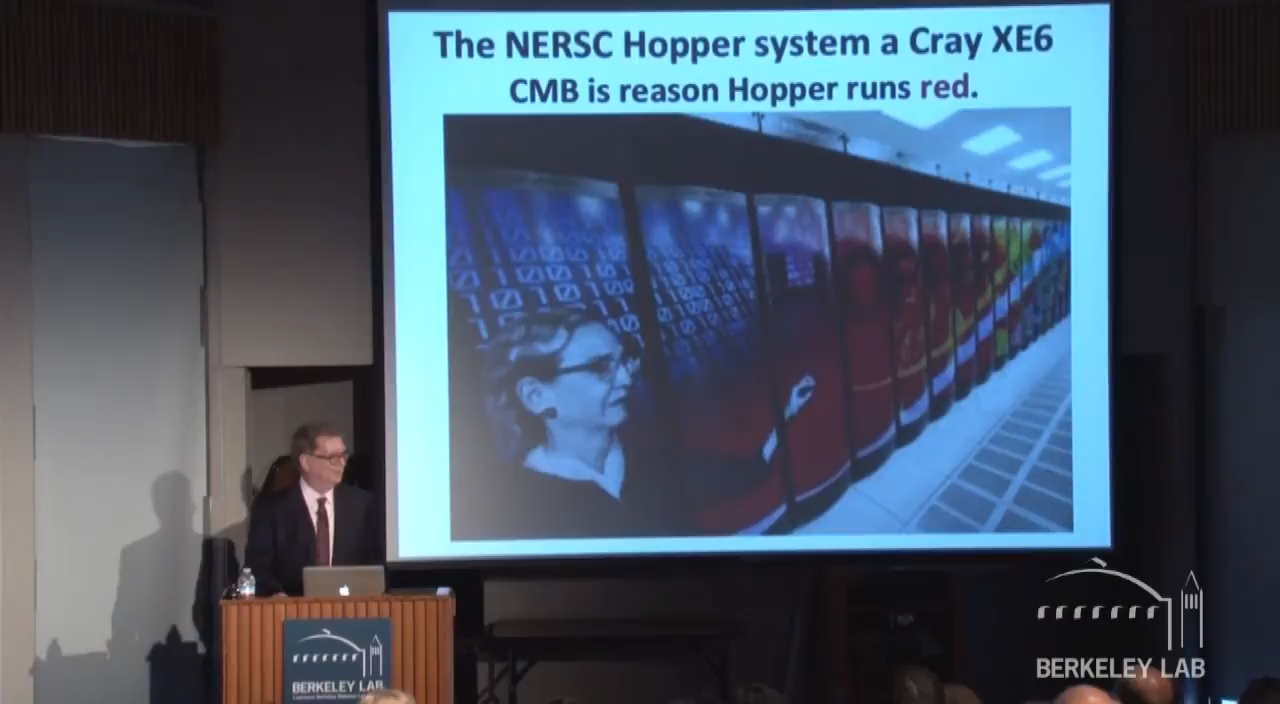 The NERSC Hopper system a Cray XE6
CMB is reason Hopper runs red.
BERKELEY LAB
BERKELEY LAB